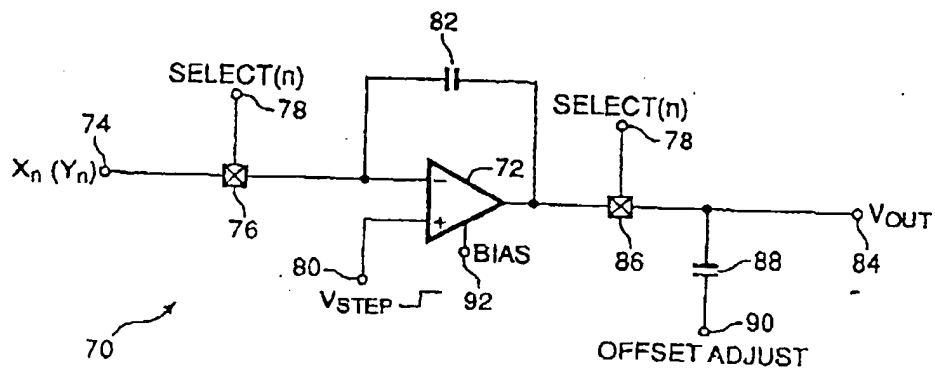 82
SELECT(n)
78
SELECT(n)
78
74
72
Xn (Yn)
76
−
+
VOUT
80
BIAS
86
88
84
VSTEP
92
90
70
OFFSET ADJUST